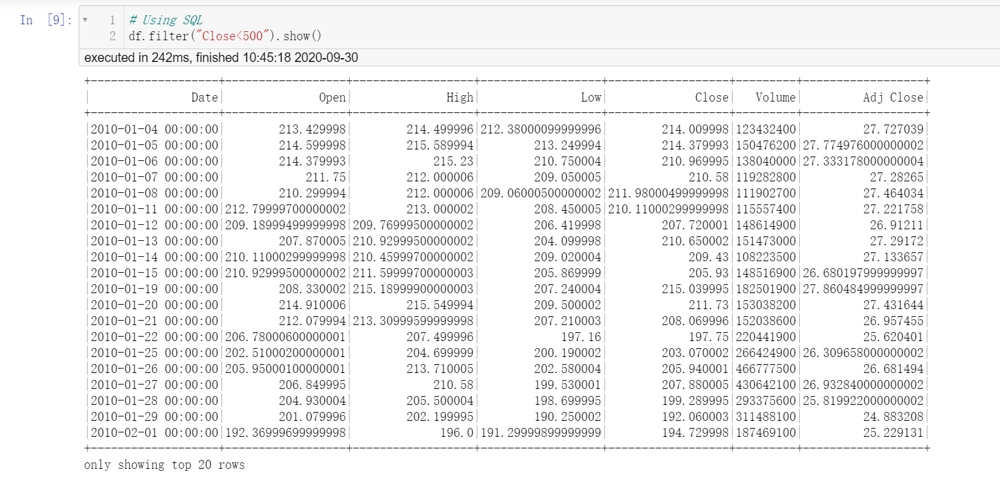 In [9]:
1 # Using SQL
2 df.filter("Close<500").show()
executed in 242ms, finished 10:45:18 2020-09-30
+-------------------+------------------+------------------+------------------+------------------+---------+------------------+
|               Date|              Open|              High|               Low|             Close|   Volume|         Adj Close|
+-------------------+------------------+------------------+------------------+------------------+---------+------------------+
|2010-01-04 00:00:00|        213.429998|        214.499996|212.38000099999996|        214.009998|123432400|         27.727039|
|2010-01-05 00:00:00|        214.599998|        215.589994|        213.249994|        214.379993|150476200|27.774976000000002|
|2010-01-06 00:00:00|        214.379993|            215.23|        210.750004|        210.969995|138040000|27.333178000000004|
|2010-01-07 00:00:00|            211.75|        212.000006|        209.050005|            210.58|119282800|          27.28265|
|2010-01-08 00:00:00|        210.299994|        212.000006|209.06000500000002|211.98000499999998|111902700|         27.464034|
|2010-01-11 00:00:00|212.79999700000002|        213.000002|        208.450005|210.11000299999998|115557400|         27.221758|
|2010-01-12 00:00:00|209.18999499999998|209.76999500000002|        206.419998|        207.720001|148614900|          26.91211|
|2010-01-13 00:00:00|        207.870005|210.92999500000002|        204.099998|        210.650002|151473000|          27.29172|
|2010-01-14 00:00:00|210.11000299999998|210.45999700000002|        209.020004|            209.43|108223500|         27.133657|
|2010-01-15 00:00:00|210.92999500000002|211.59999700000003|        205.869999|            205.93|148516900|26.680197999999997|
|2010-01-19 00:00:00|        208.330002|215.18999900000003|        207.240004|        215.039995|182501900|27.860484999999997|
|2010-01-20 00:00:00|        214.910006|        215.549994|        209.500002|            211.73|153038200|         27.431644|
|2010-01-21 00:00:00|        212.079994|213.30999599999998|        207.210003|        208.069996|152038600|         26.957455|
|2010-01-22 00:00:00|206.78000600000001|        207.499996|            197.16|            197.75|220441900|         25.620401|
|2010-01-25 00:00:00|202.51000200000001|        204.699999|        200.190002|        203.070002|266424900|26.309658000000002|
|2010-01-26 00:00:00|205.95000100000001|        213.710005|        202.580004|        205.940001|466777500|         26.681494|
|2010-01-27 00:00:00|        206.849995|            210.58|        199.530001|        207.880005|430642100|26.932840000000002|
|2010-01-28 00:00:00|        204.930004|        205.500004|        198.699995|        199.289995|293375600|25.819922000000002|
|2010-01-29 00:00:00|        201.079996|        202.199995|        190.250002|        192.060003|311488100|         24.883208|
|2010-02-01 00:00:00|192.36999699999998|             196.0|191.29999899999999|        194.729998|187469100|         25.229131|
+-------------------+------------------+------------------+------------------+------------------+---------+------------------+
only showing top 20 rows